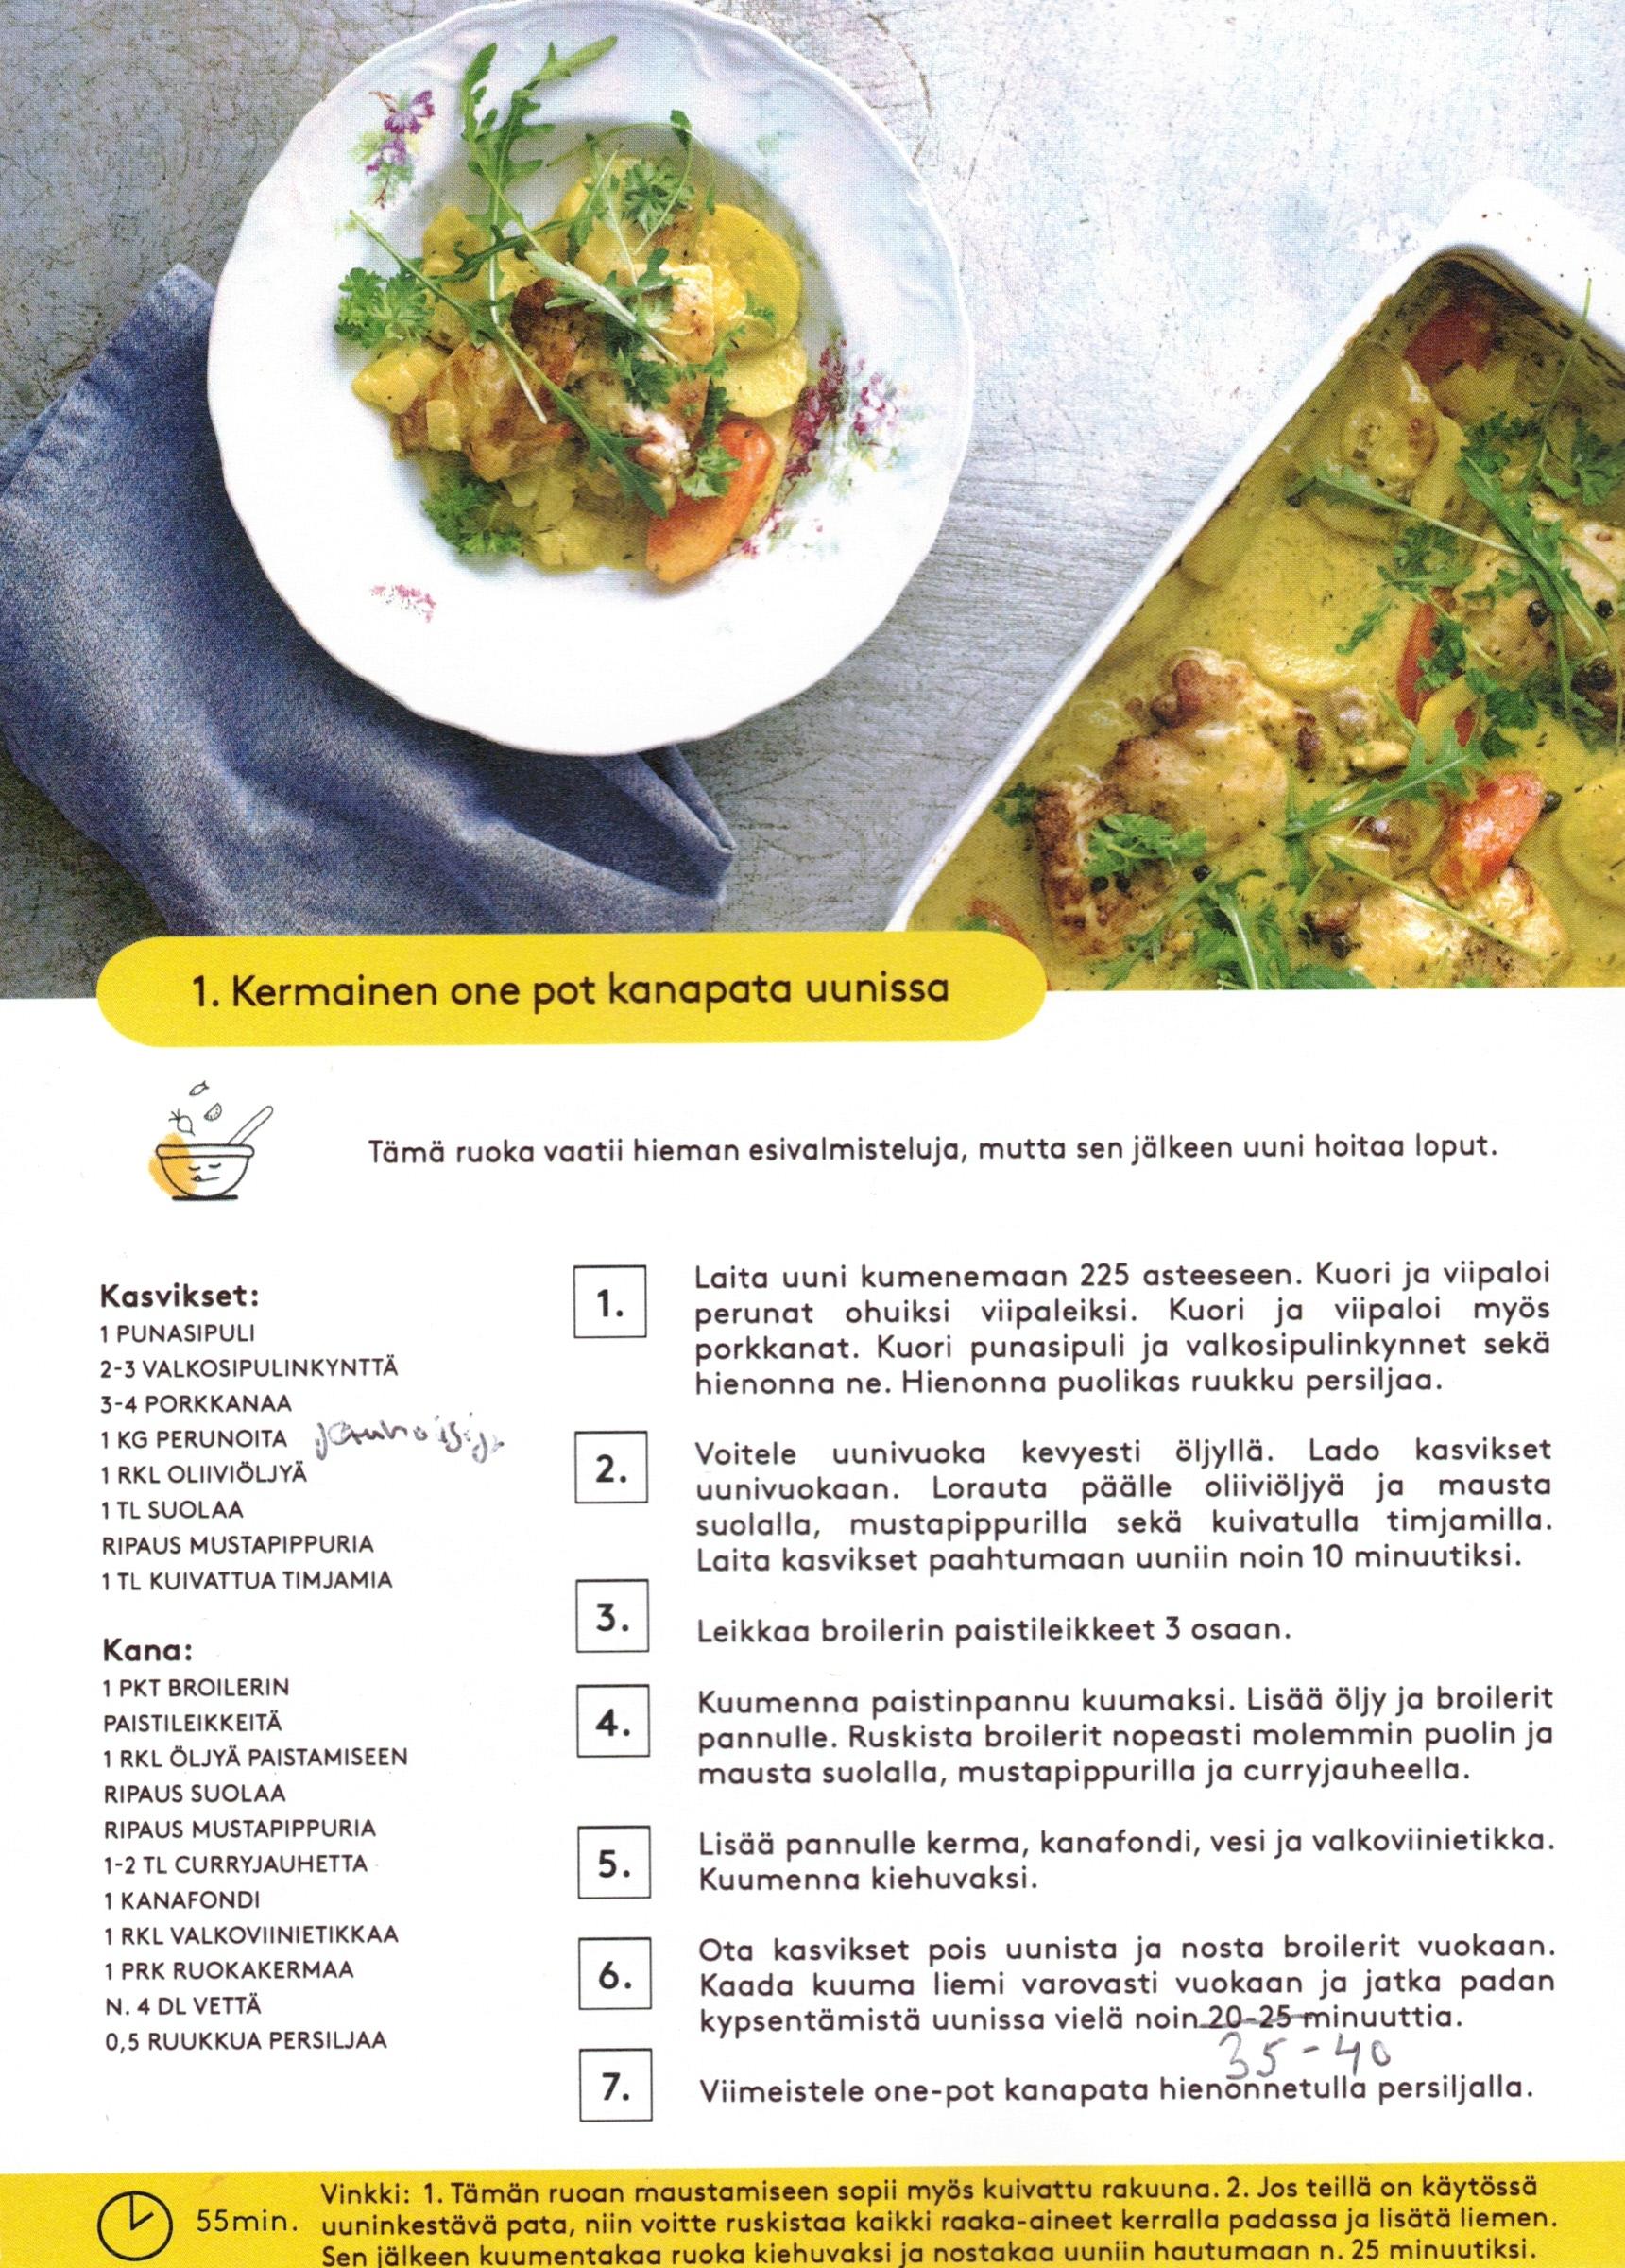 1. Kermainen one pot kanapata uunissa
Tämä ruoka vaatii hieman esivalmisteluja, mutta sen jälkeen uuni hoitaa loput.
Kasvikset:
1 PUNASIPULI
2-3 VALKOSIPULINKYNTTÄ
3-4 PORKKANAA
1 KG PERUNOITA jauhoisija
1 RKL OLIIVIÖLJYÄ
1 TL SUOLAA
RIPAUS MUSTAPIPPURIA
1 TL KUIVATTUA TIMJAMIA
Kana:
1 PKT BROILERIN
PAISTILEIKKEITÄ
1 RKL ÖLJYÄ PAISTAMISEEN
RIPAUS SUOLAA
RIPAUS MUSTAPIPPURIA
1-2 TL CURRYJAUHETTA
1 KANAFONDI
1 RKL VALKOVIINIETIKKAA
1 PRK RUOKAKERMAA
N. 4 DL VETTÄ
0,5 RUUKKUA PERSILJAA
1. Laita uuni kumenemaan 225 asteeseen. Kuori ja viipaloi
perunat ohuiksi viipaleiksi. Kuori ja viipaloi myös
porkkanat. Kuori punasipuli ja valkosipulinkynnet sekä
hienonna ne. Hienonna puolikas ruukku persiljaa.
2. Voitele uunivuoka kevyesti öljyllä. Lado kasvikset
uunivuokaan. Lorauta päälle oliiviöljyä ja mausta
suolalla, mustapippurilla sekä kuivatulla timjamilla.
Laita kasvikset paahtumaan uuniin noin 10 minuutiksi.
3. Leikkaa broilerin paistileikkeet 3 osaan.
4. Kuumenna paistinpannu kuumaksi. Lisää öljy ja broilerit
pannulle. Ruskista broilerit nopeasti molemmin puolin ja
mausta suolalla, mustapippurilla ja curryjauheella.
5. Lisää pannulle kerma, kanafondi, vesi ja valkoviinietikka.
Kuumenna kiehuvaksi.
6. Ota kasvikset pois uunista ja nosta broilerit vuokaan.
Kaada kuuma liemi varovasti vuokaan ja jatka padan
kypsentämistä uunissa vielä noin 20-25 minuuttia.
35-40
7. Viimeistele one-pot kanapata hienonnetulla persiljalla.
55min.
Vinkki: 1. Tämän ruoan maustamiseen sopii myös kuivattu rakuuna. 2. Jos teillä on käytössä
uuninkestävä pata, niin voitte ruskistaa kaikki raaka-aineet kerralla padassa ja lisätä liemen.
Sen jälkeen kuumentakaa ruoka kiehuvaksi ja nostakaa uuniin hautumaan n. 25 minuutiksi.